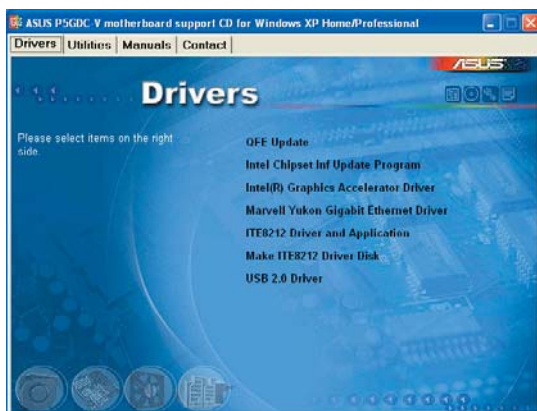 ASUS P5GDC-V motherboard support CD for Windows XP Home/Professional
Drivers Utilities Manuals Contact
ASUS
Drivers
Please select items on the right
side.
QFE Update
Intel Chipset Inf Update Program
Intel(R) Graphics Accelerator Driver
Marvell Yukon Gigabit Ethernet Driver
ITE8212 Driver and Application
Make ITE8212 Driver Disk
USB 2.0 Driver